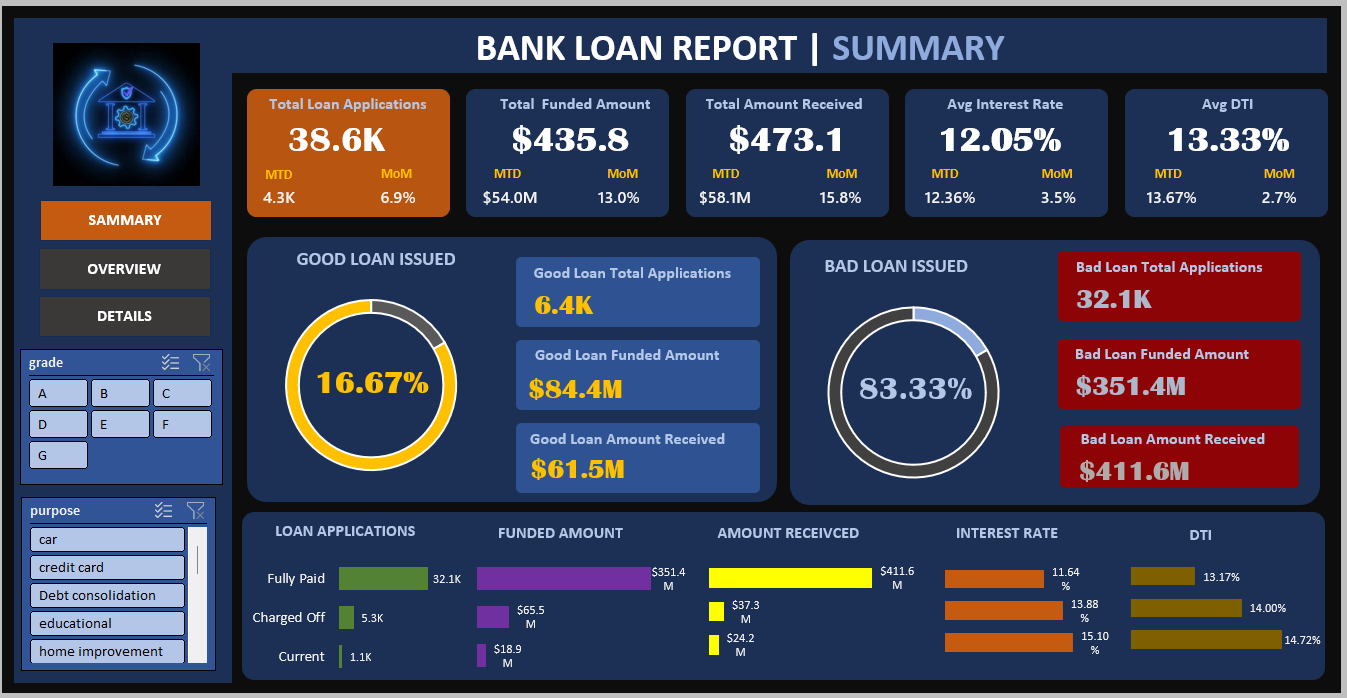 BANK LOAN REPORT | SUMMARY
Total Loan Applications
38.6K
MTD MoM
4.3K 6.9%
Total Funded Amount
$435.8
MTD MoM
$54.0M 13.0%
Total Amount Received
$473.1
MTD MoM
$58.1M 15.8%
Avg Interest Rate
12.05%
MTD MoM
12.36% 3.5%
Avg DTI
13.33%
MTD MoM
13.67% 2.7%
SAMMARY
OVERVIEW
DETAILS
grade
A B C
D E F
G
purpose
car
credit card
Debt consolidation
educational
home improvement
GOOD LOAN ISSUED
16.67%
Good Loan Total Applications
6.4K
Good Loan Funded Amount
$84.4M
Good Loan Amount Received
$61.5M
BAD LOAN ISSUED
83.33%
Bad Loan Total Applications
32.1K
Bad Loan Funded Amount
$351.4M
Bad Loan Amount Received
$411.6M
LOAN APPLICATIONS
Fully Paid 32.1K
Charged Off 5.3K
Current 1.1K
FUNDED AMOUNT
$351.4
M
$65.5
M
$18.9
M
AMOUNT RECEIVCED
$411.6
M
$37.3
M
$24.2
M
INTEREST RATE
11.64
%
13.88
%
15.10
%
DTI
13.17%
14.00%
14.72%